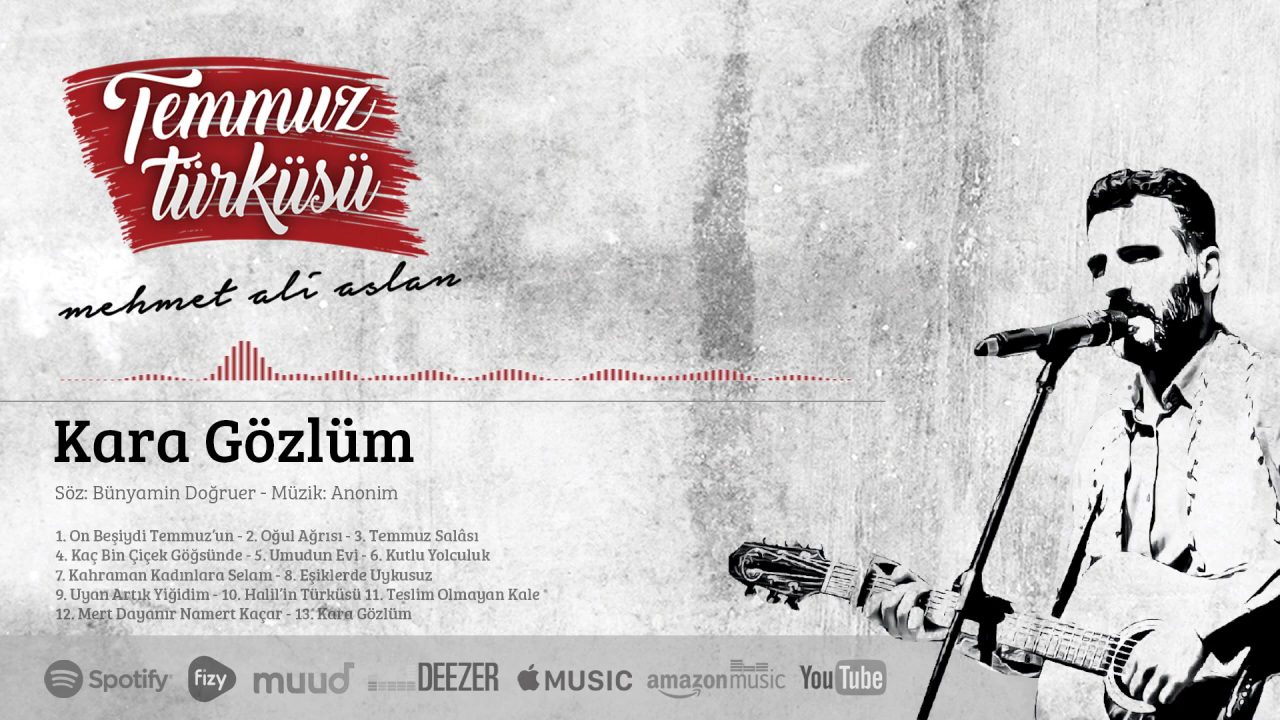 Temmuz
türküsü
mehmet ali aslan
Kara Gözlüm
Söz: Bünyamin Doğruer - Müzik: Anonim
1. On Beşiydi Temmuz'un - 2. Oğul Ağrısı - 3. Temmuz Salâsı
4. Kaç Bin Çiçek Göğsünde - 5. Umudun Evi - 6. Kutlu Yolculuk
7. Kahraman Kadınlara Selam - 8. Eşiklerde Uykusuz
9. Uyan Artık Yiğidim - 10. Halil'in Türküsü 11. Teslim Olmayan Kale
12. Mert Dayanır Namert Kaçar - 13. Kara Gözlüm
Spotify fizy muud DEEZER MUSIC amazon music YouTube